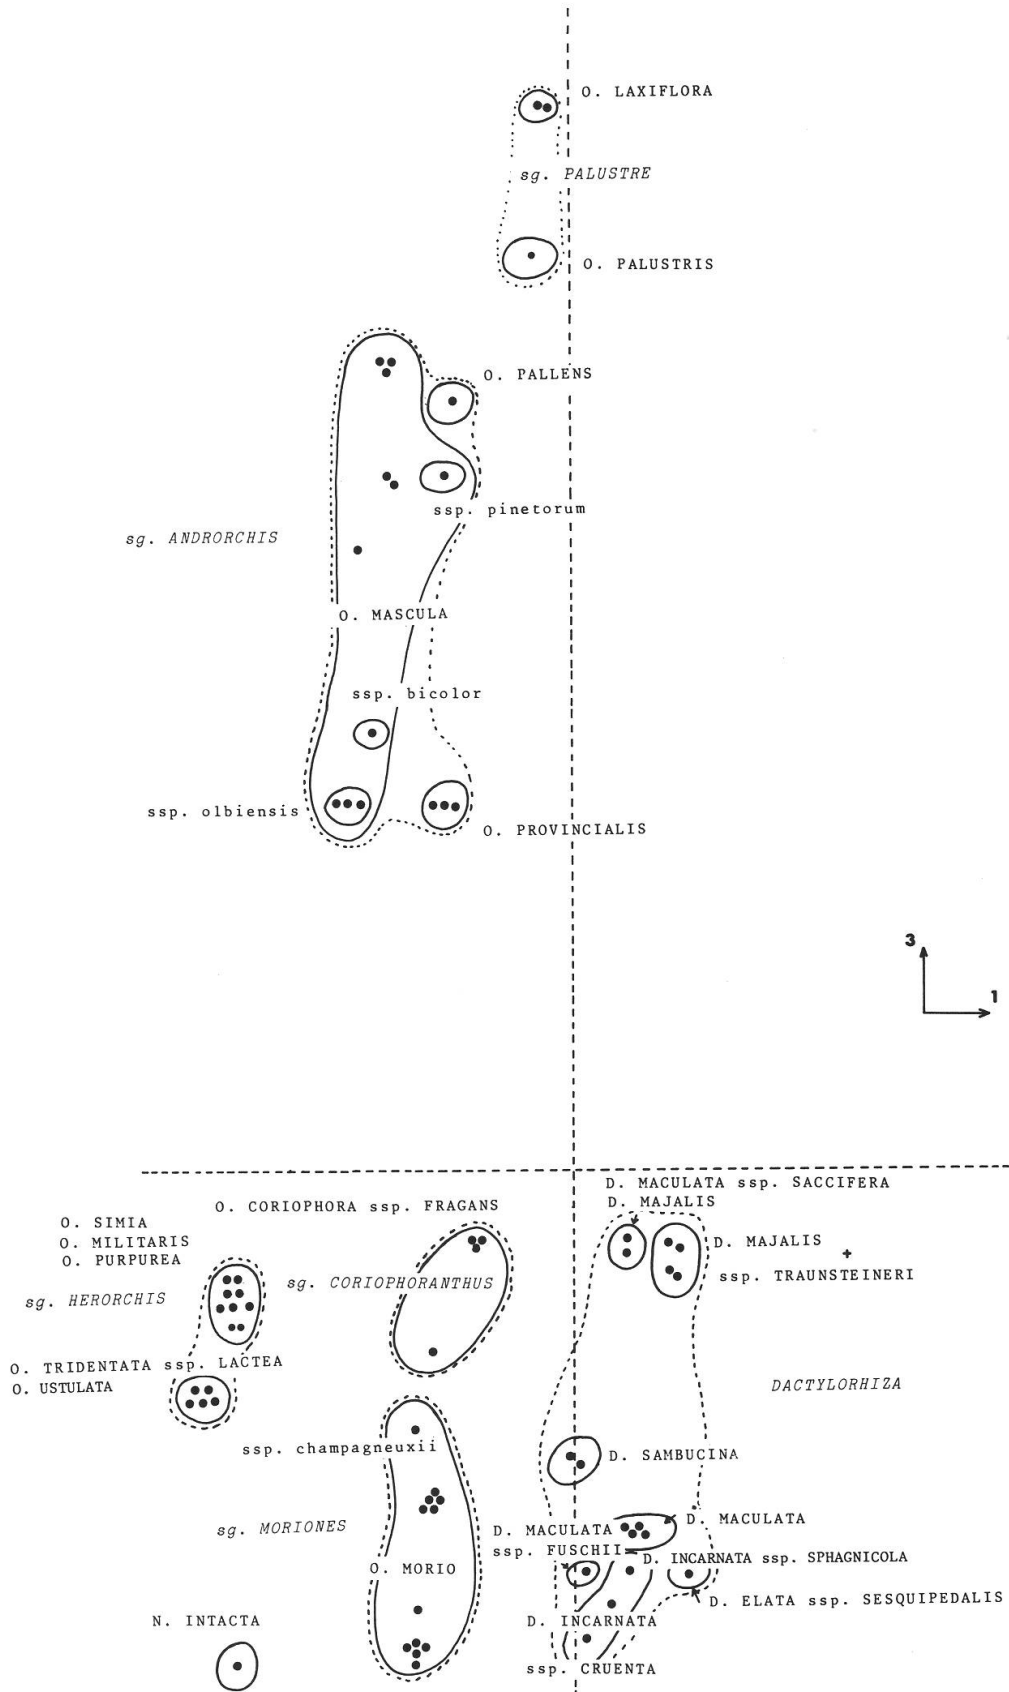 O. LAXIFLORA
sg. PALUSTRE
O. PALUSTRIS
O. PALLENS
ssp. pinetorum
sg. ANDRORCHIS
O. MASCULA
ssp. bicolor
ssp. olbiensis
O. PROVINCIALIS
3
1
D. MACULATA ssp. SACCIFERA
D. MAJALIS
O. CORIOPHORA ssp. FRAGANS
O. SIMIA
O. MILITARIS
O. PURPUREA
D. MAJALIS
+
ssp. TRAUNSTEINERI
sg. CORIOPHORANTHUS
sg. HERORCHIS
O. TRIDENTATA ssp. LACTEA
O. USTULATA
DACTYLORHIZA
ssp. champagneuxii
D. SAMBUCINA
sg. MORIONES
D. MACULATA
D. MACULATA
ssp. FUSCHII
D. INCARNATA ssp. SPHAGNICOLA
O. MORIO
D. ELATA ssp. SESQUIPEDALIS
N. INTACTA
D. INCARNATA
ssp. CRUENTA